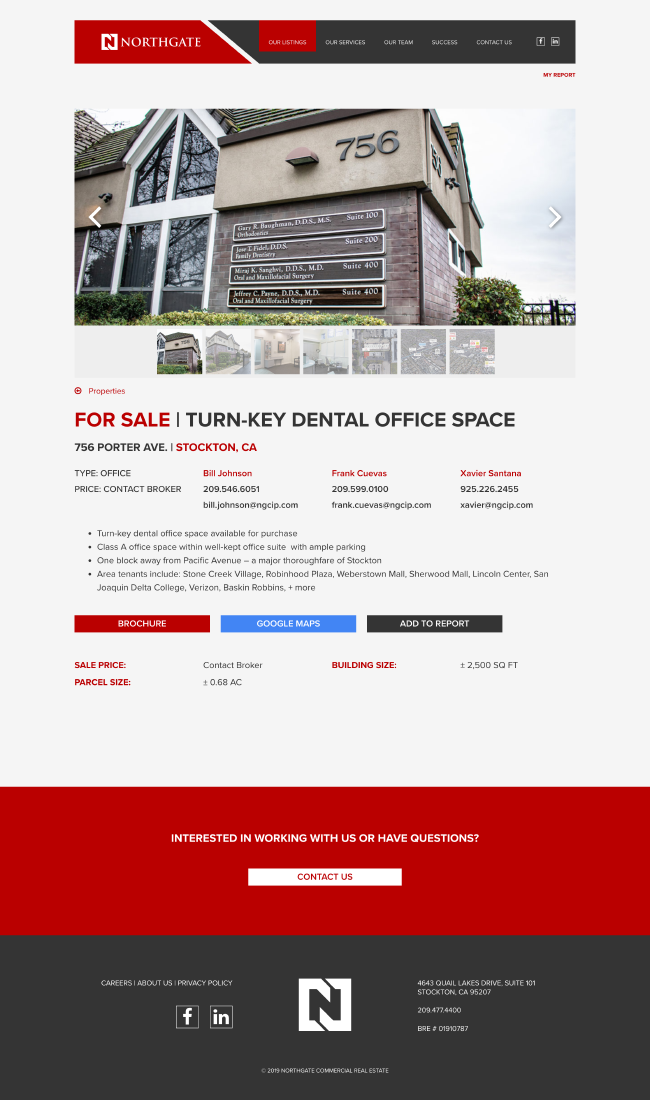 NORTHGATE
OUR LISTINGS
OUR SERVICES
OUR TEAM
SUCCESS
CONTACT US
MY REPORT
756
Gary R. Baughman, D.D.S., M.S. Suite 100
Orthodontics
Jose I. Fidel, D.D.S. Suite 200
Family Dentistry
Miraj K. Sanghvi, D.D.S., M.D. Suite 400
Oral and Maxillofacial Surgery
Jeffrey C. Payne, D.D.S., M.D. Suite 400
Oral and Maxillofacial Surgery
Properties
FOR SALE | TURN-KEY DENTAL OFFICE SPACE
756 PORTER AVE. | STOCKTON, CA
TYPE: OFFICE
PRICE: CONTACT BROKER
Bill Johnson
209.546.6051
bill.johnson@ngcip.com
Frank Cuevas
209.599.0100
frank.cuevas@ngcip.com
Xavier Santana
925.226.2455
xavier@ngcip.com
• Turn-key dental office space available for purchase
• Class A office space within well-kept office suite with ample parking
• One block away from Pacific Avenue – a major thoroughfare of Stockton
• Area tenants include: Stone Creek Village, Robinhood Plaza, Weberstown Mall, Sherwood Mall, Lincoln Center, San
Joaquin Delta College, Verizon, Baskin Robbins, + more
BROCHURE
GOOGLE MAPS
ADD TO REPORT
SALE PRICE: Contact Broker
BUILDING SIZE: ± 2,500 SQ FT
PARCEL SIZE: ± 0.68 AC
INTERESTED IN WORKING WITH US OR HAVE QUESTIONS?
CONTACT US
CAREERS | ABOUT US | PRIVACY POLICY
4643 QUAIL LAKES DRIVE, SUITE 101
STOCKTON, CA 95207
209.477.4400
BRE # 01910787
© 2019 NORTHGATE COMMERCIAL REAL ESTATE